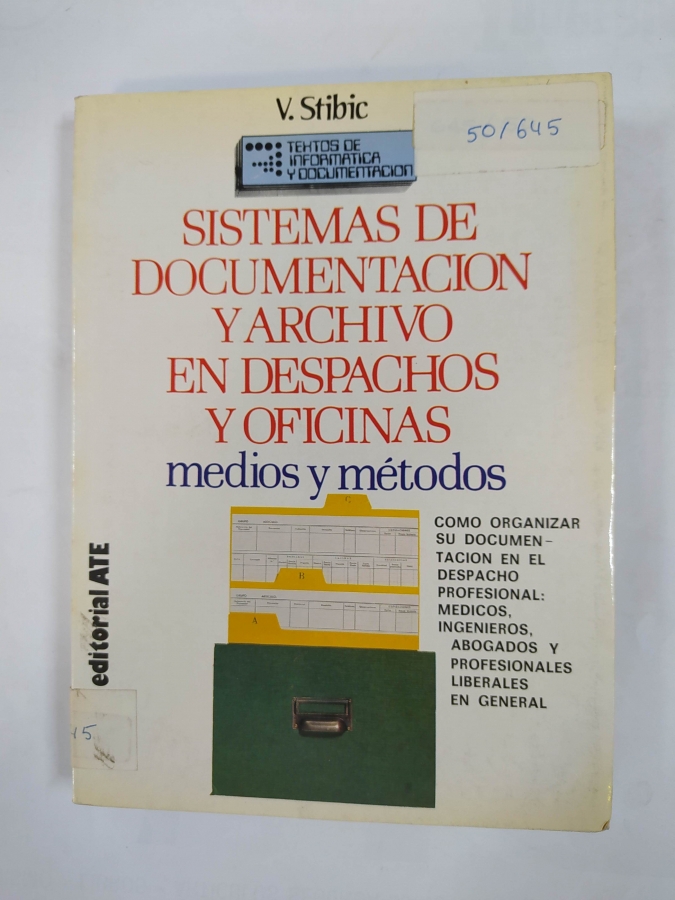 V. Stibic
50/645
TEXTOS DE
INFORMATICA
Y DOCUMENTACION
SISTEMAS DE
DOCUMENTACION
Y ARCHIVO
EN DESPACHOS
Y OFICINAS
medios y métodos
C
B
A
COMO ORGANIZAR
SU DOCUMEN-
TACION EN EL
DESPACHO
PROFESIONAL:
MEDICOS,
INGENIEROS,
ABOGADOS Y
PROFESIONALES
LIBERALES
EN GENERAL
editorial ATE
45